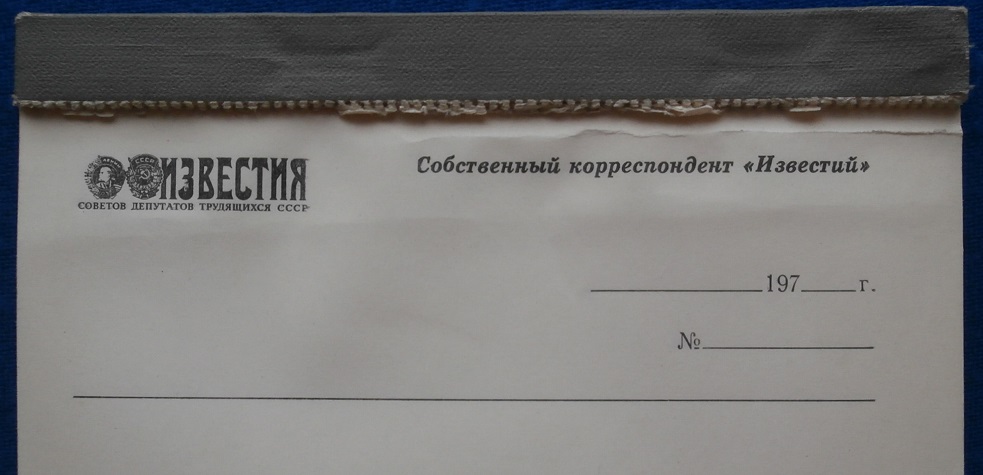 ИЗВЕСТИЯ
СОВЕТОВ ДЕПУТАТОВ ТРУДЯЩИХСЯ СССР
Собственный корреспондент «Известий»
197 г.
№